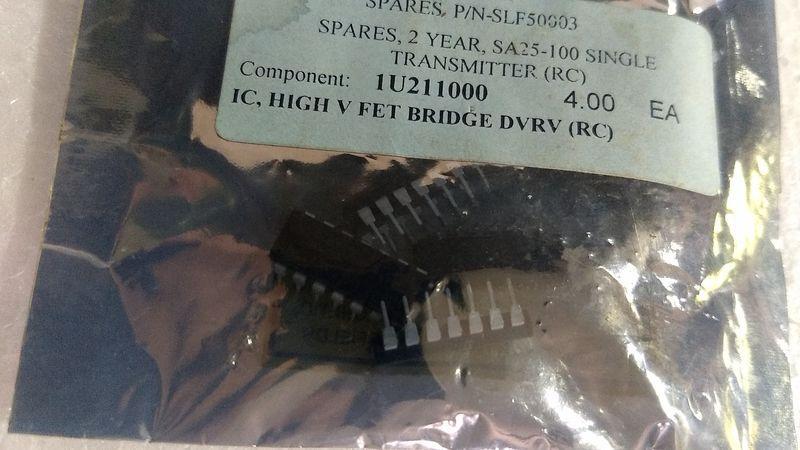 SPARES, P/N-SLF50003
SPARES, 2 YEAR, SA25-100 SINGLE
TRANSMITTER (RC)
Component: 1U211000 4.00 EA
IC, HIGH V FET BRIDGE DVRV (RC)